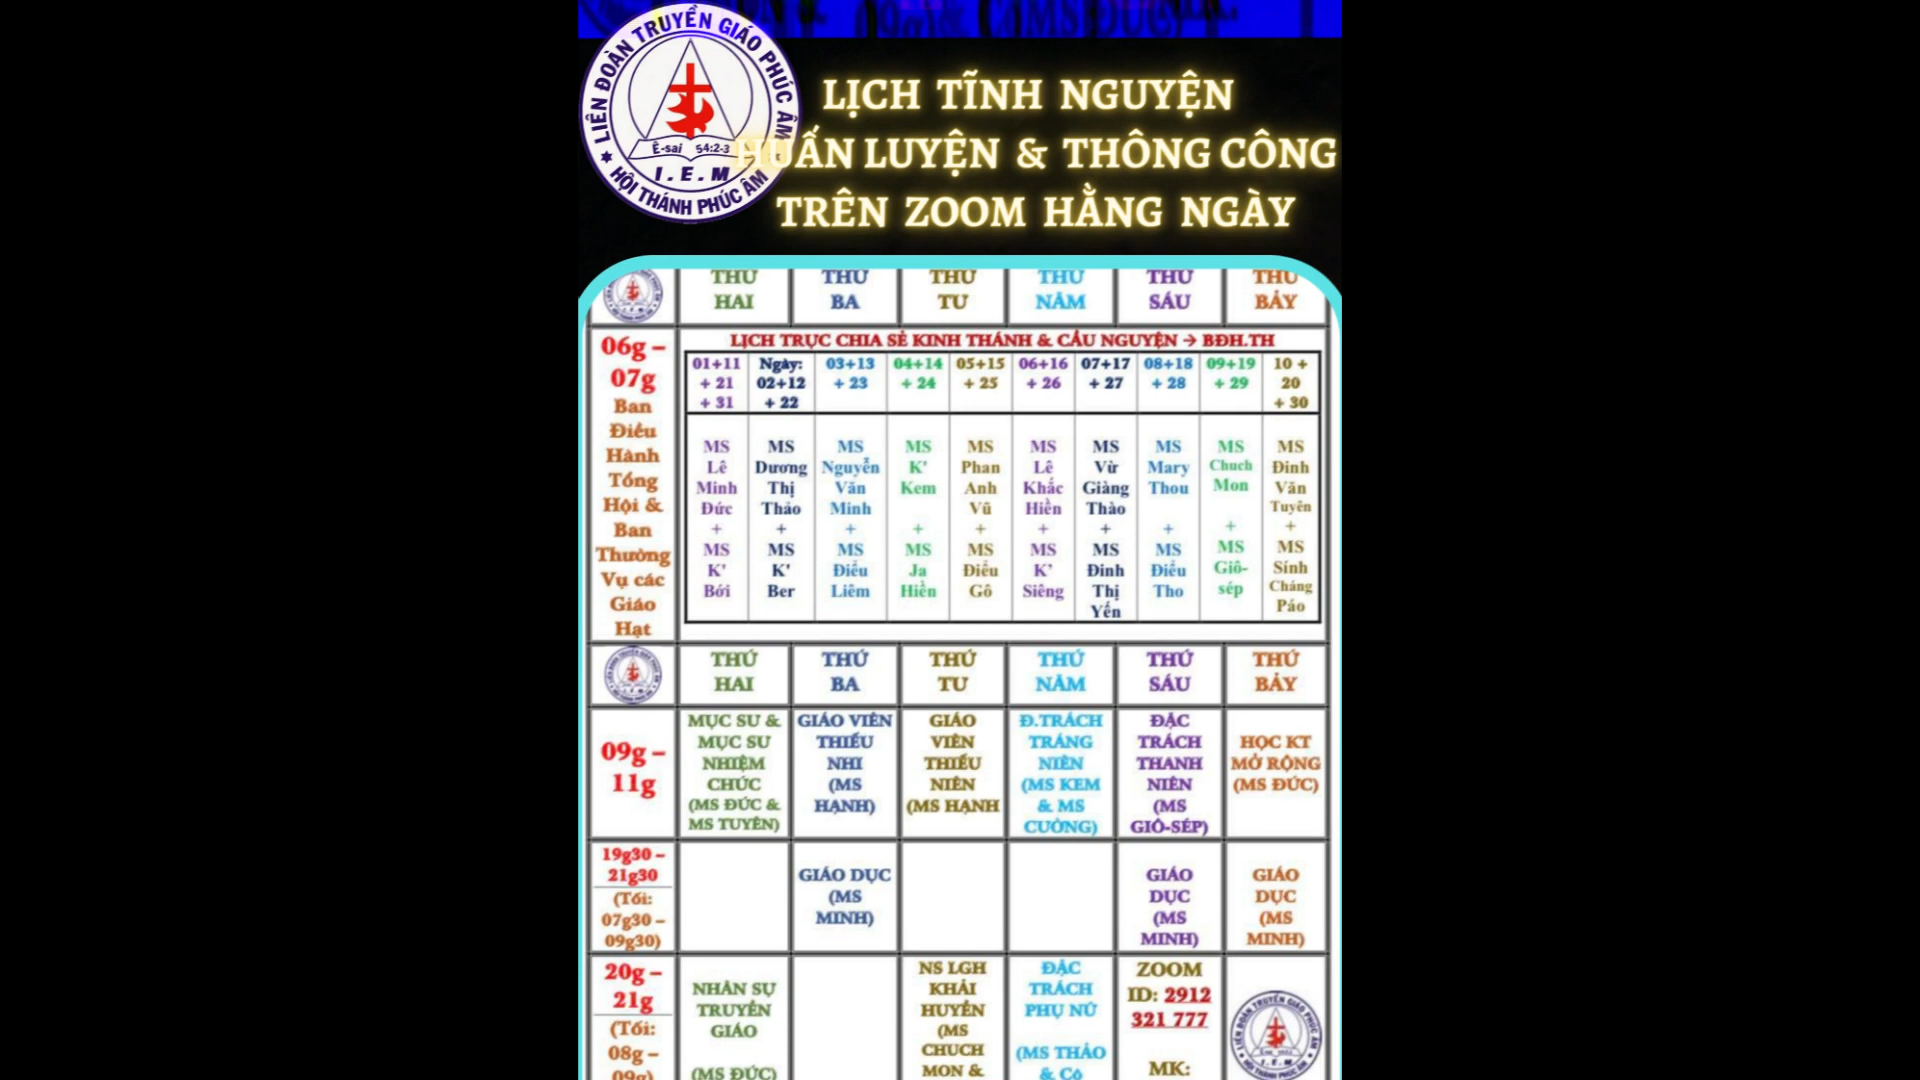 LIÊN ĐOÀN TRUYỀN GIÁO PHÚC ÂM
Ê-sai 54:2-3
I.E.M
HỘI THÁNH PHÚC ÂM
LỊCH TĨNH NGUYỆN
HUẤN LUYỆN & THÔNG CÔNG
TRÊN ZOOM HẰNG NGÀY
THỨ HAI
THỨ BA
THỨ TƯ
THỨ NĂM
THỨ SÁU
THỨ BẢY
06g –
07g
Ban
Điều
Hành
Tổng
Hội &
Ban
Thường
Vụ các
Giáo
Hạt
LỊCH TRỰC CHIA SẺ KINH THÁNH & CẦU NGUYỆN → BĐH.TH
01+11
+ 21
+ 31
Ngày:
02+12
+ 22
03+13
+ 23
04+14
+ 24
05+15
+ 25
06+16
+ 26
07+17
+ 27
08+18
+ 28
09+19
+ 29
10 +
20
+ 30
MS
Lê
Minh
Đức
+
MS
K'
Bới
MS
Dương
Thị
Thảo
+
MS
K'
Ber
MS
Nguyễn
Văn
Minh
+
MS
Điểu
Liêm
MS
K'
Kem
+
MS
Ja
Hiền
MS
Phan
Anh
Vũ
+
MS
Điểu
Gô
MS
Lê
Khắc
Hiền
+
MS
K'
Siêng
MS
Vừ
Giàng
Thào
+
MS
Đinh
Thị
Yến
MS
Mary
Thou
+
MS
Điểu
Tho
MS
Chuch
Mon
+
MS
Giô-
sép
MS
Đinh
Văn
Tuyên
+
MS
Sính
Cháng
Páo
THỨ
HAI
THỨ
BA
THỨ
TƯ
THỨ
NĂM
THỨ
SÁU
THỨ
BẢY
09g –
11g
MỤC SƯ &
MỤC SƯ
NHIỆM
CHỨC
(MS ĐỨC &
MS TUYÊN)
GIÁO VIÊN
THIẾU
NHI
(MS
HẠNH)
GIÁO
VIÊN
THIẾU
NIÊN
(MS HẠNH
Đ.TRÁCH
TRÁNG
NIÊN
(MS KEM
& MS
CƯỜNG)
ĐẶC
TRÁCH
THANH
NIÊN
(MS
GIÔ-SÉP)
HỌC KT
MỞ RỘNG
(MS ĐỨC)
19g30 –
21g30
(Tối:
07g30 –
09g30)
GIÁO DỤC
(MS
MINH)
GIÁO
DỤC
(MS
MINH)
GIÁO
DỤC
(MS
MINH)
20g –
21g
(Tối:
08g –
09g)
NHÂN SỰ
TRUYỀN
GIÁO
(MS ĐỨC)
NS LGH
KHẢI
HUYỀN
(MS
CHUCH
MON &
ĐẶC
TRÁCH
PHỤ NỮ
(MS THẢO
& Cô
ZOOM
ID: 2912
321 777
MK: